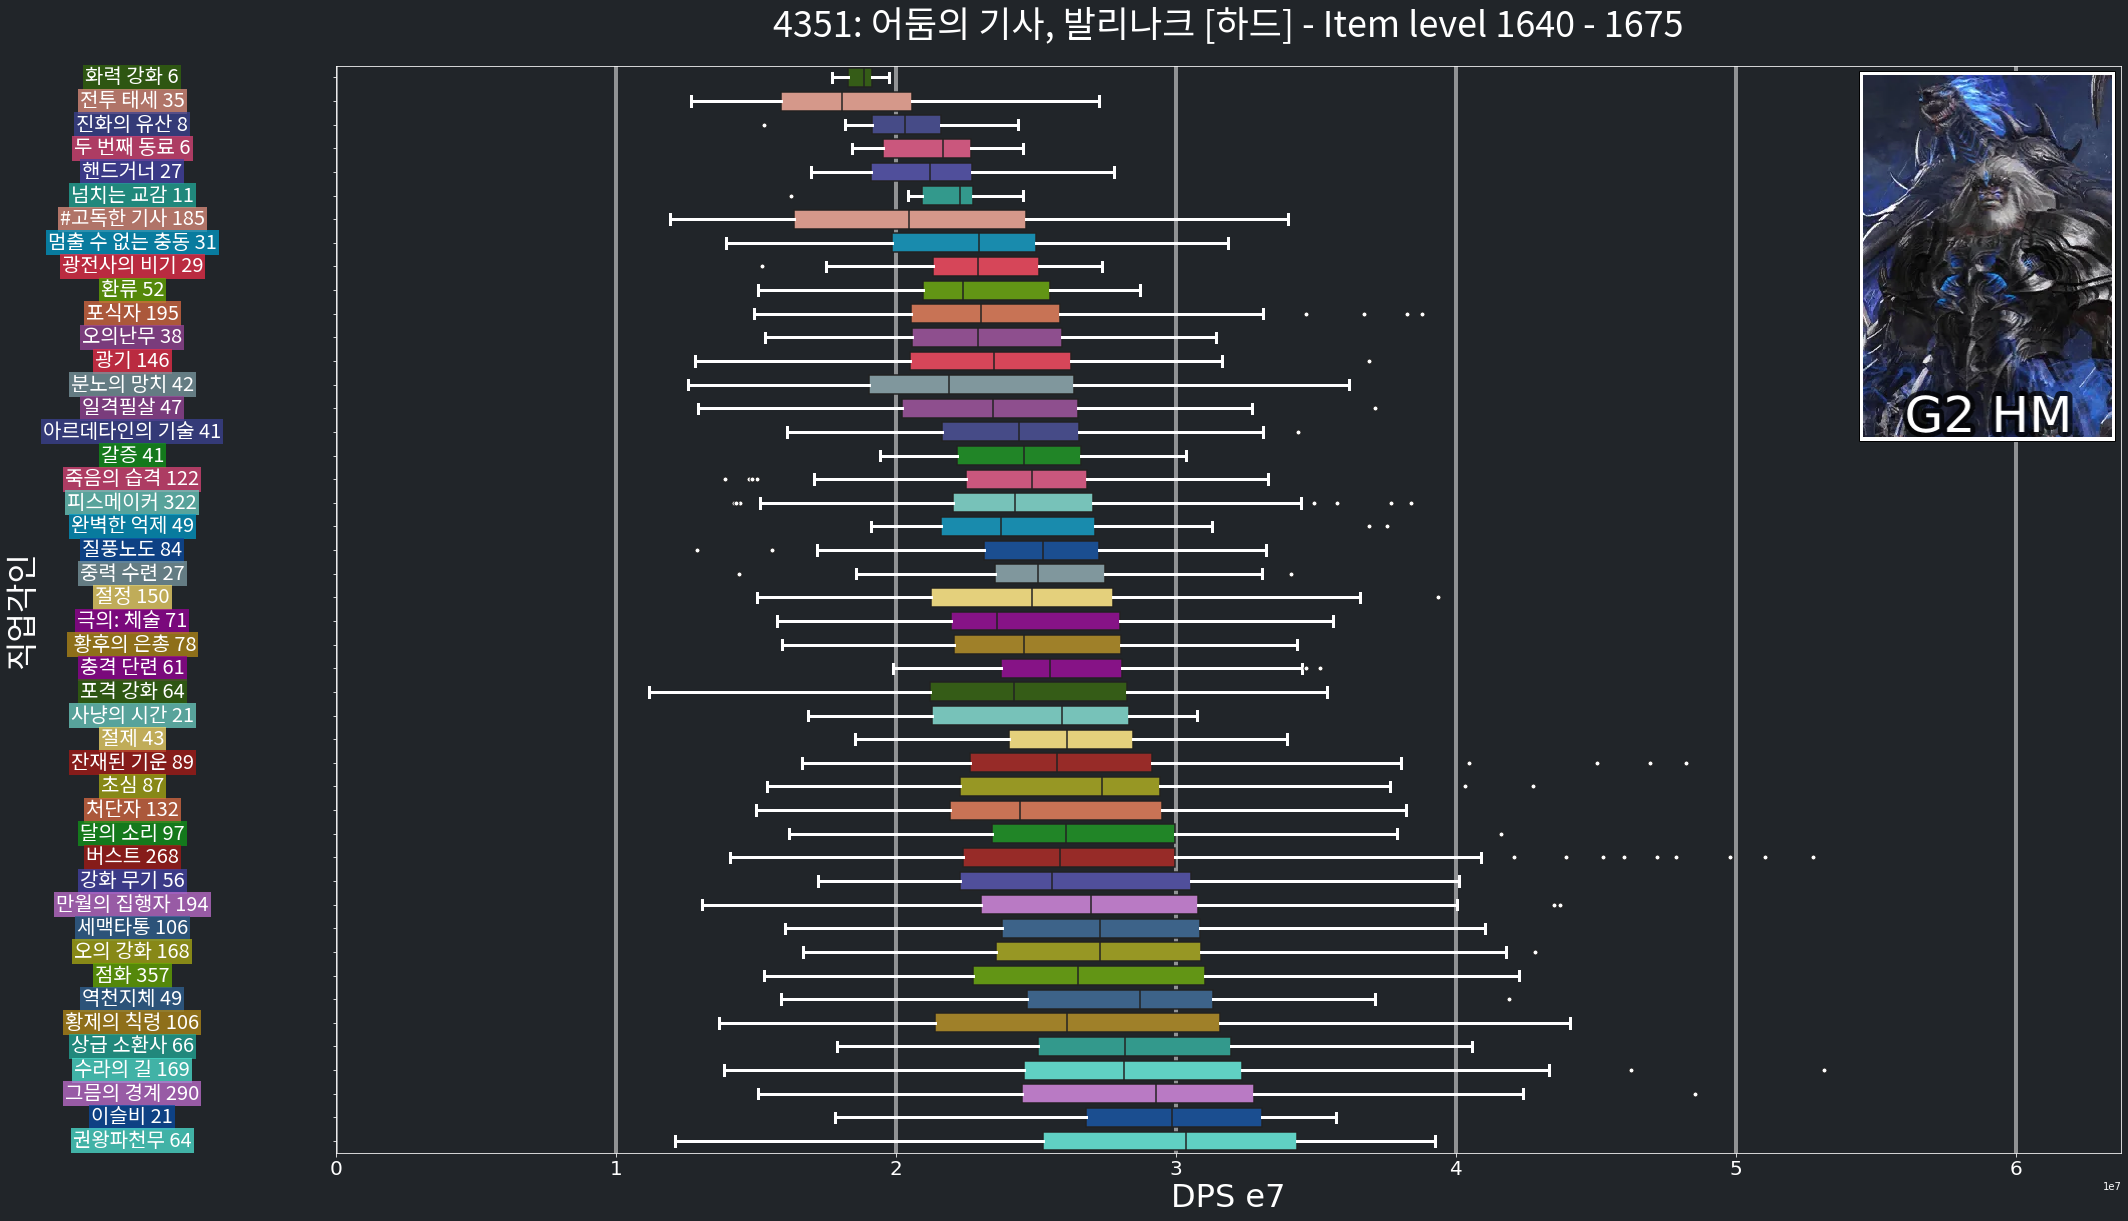 4351: 어둠의 기사, 발리나크 [하드] - Item level 1640 - 1675
화력 강화 6
전투 태세 35
진화의 유산 8
두 번째 동료 6
핸드거너 27
넘치는 교감 11
#고독한 기사 185
멈출 수 없는 충동 31
광전사의 비기 29
환류 52
포식자 195
오의난무 38
광기 146
분노의 망치 42
일격필살 47
아르데타인의 기술 41
갈증 41
죽음의 습격 122
피스메이커 322
완벽한 억제 49
질풍노도 84
중력 수련 27
절정 150
극의: 체술 71
황후의 은총 78
충격 단련 61
포격 강화 64
사냥의 시간 21
절제 43
잔재된 기운 89
초심 87
처단자 132
달의 소리 97
버스트 268
강화 무기 56
만월의 집행자 194
세맥타통 106
오의 강화 168
점화 357
역천지체 49
황제의 칙령 106
상급 소환사 66
수라의 길 169
그믐의 경계 290
이슬비 21
권왕파천무 64
직업각인
G2 HM
0 1 2 3 4 5 6
1e7
DPS e7